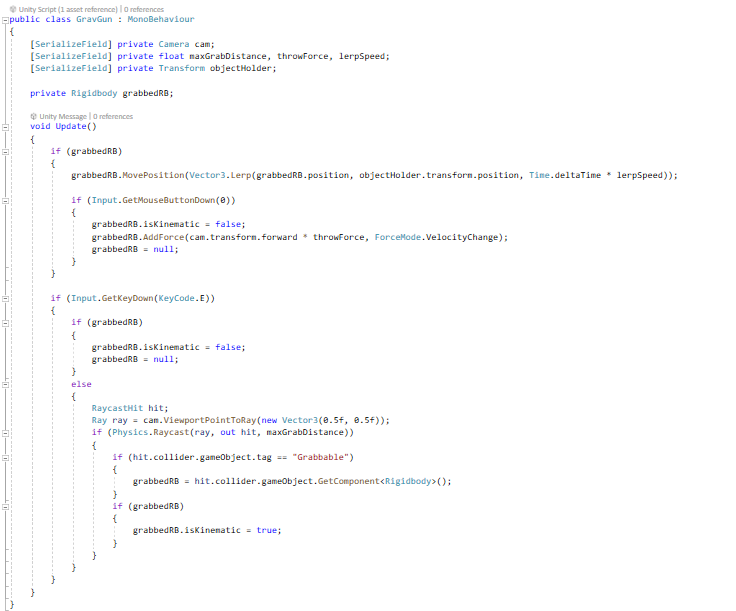 Unity Script (1 asset reference) | 0 references
public class GravGun : MonoBehaviour
{
[SerializeField] private Camera cam;
[SerializeField] private float maxGrabDistance, throwForce, lerpSpeed;
[SerializeField] private Transform objectHolder;
private Rigidbody grabbedRB;
Unity Message | 0 references
void Update()
{
if (grabbedRB)
{
grabbedRB.MovePosition(Vector3.Lerp(grabbedRB.position, objectHolder.transform.position, Time.deltaTime * lerpSpeed));
if (Input.GetMouseButtonDown(0))
{
grabbedRB.isKinematic = false;
grabbedRB.AddForce(cam.transform.forward * throwForce, ForceMode.VelocityChange);
grabbedRB = null;
}
}
if (Input.GetKeyDown(KeyCode.E))
{
if (grabbedRB)
{
grabbedRB.isKinematic = false;
grabbedRB = null;
}
else
{
RaycastHit hit;
Ray ray = cam.ViewportPointToRay(new Vector3(0.5f, 0.5f));
if (Physics.Raycast(ray, out hit, maxGrabDistance))
{
if (hit.collider.gameObject.tag == "Grabbable")
{
grabbedRB = hit.collider.gameObject.GetComponent<Rigidbody>();
}
if (grabbedRB)
{
grabbedRB.isKinematic = true;
}
}
}
}
}
}